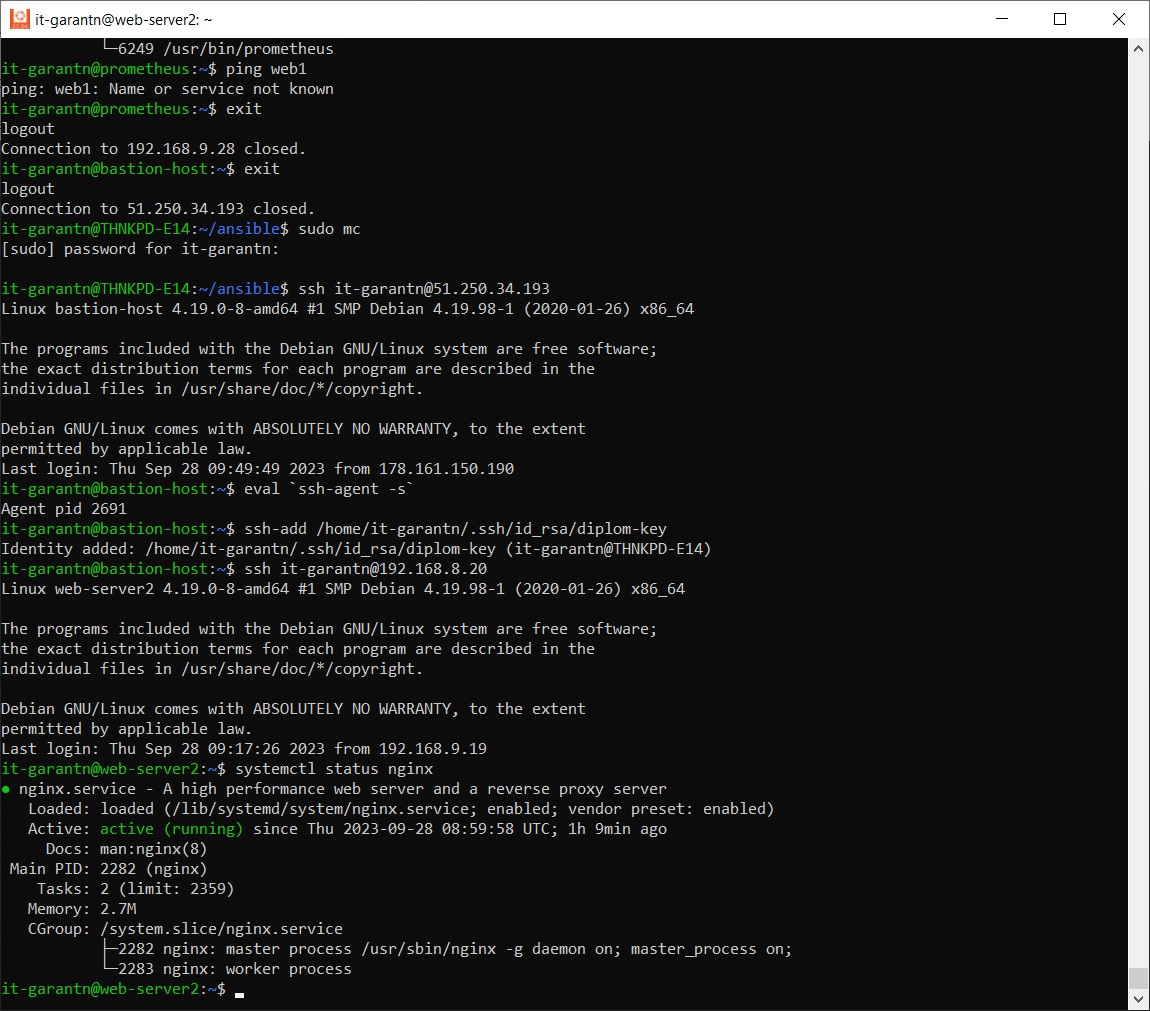 it-garantn@web-server2: ~
└─6249 /usr/bin/prometheus
it-garantn@prometheus:~$ ping web1
ping: web1: Name or service not known
it-garantn@prometheus:~$ exit
logout
Connection to 192.168.9.28 closed.
it-garantn@bastion-host:~$ exit
logout
Connection to 51.250.34.193 closed.
it-garantn@THNKPD-E14:~/ansible$ sudo mc
[sudo] password for it-garantn:
it-garantn@THNKPD-E14:~/ansible$ ssh it-garantn@51.250.34.193
Linux bastion-host 4.19.0-8-amd64 #1 SMP Debian 4.19.98-1 (2020-01-26) x86_64
The programs included with the Debian GNU/Linux system are free software;
the exact distribution terms for each program are described in the
individual files in /usr/share/doc/*/copyright.
Debian GNU/Linux comes with ABSOLUTELY NO WARRANTY, to the extent
permitted by applicable law.
Last login: Thu Sep 28 09:49:49 2023 from 178.161.150.190
it-garantn@bastion-host:~$ eval `ssh-agent -s`
Agent pid 2691
it-garantn@bastion-host:~$ ssh-add /home/it-garantn/.ssh/id_rsa/diplom-key
Identity added: /home/it-garantn/.ssh/id_rsa/diplom-key (it-garantn@THNKPD-E14)
it-garantn@bastion-host:~$ ssh it-garantn@192.168.8.20
Linux web-server2 4.19.0-8-amd64 #1 SMP Debian 4.19.98-1 (2020-01-26) x86_64
The programs included with the Debian GNU/Linux system are free software;
the exact distribution terms for each program are described in the
individual files in /usr/share/doc/*/copyright.
Debian GNU/Linux comes with ABSOLUTELY NO WARRANTY, to the extent
permitted by applicable law.
Last login: Thu Sep 28 09:17:26 2023 from 192.168.9.19
it-garantn@web-server2:~$ systemctl status nginx
● nginx.service - A high performance web server and a reverse proxy server
Loaded: loaded (/lib/systemd/system/nginx.service; enabled; vendor preset: enabled)
Active: active (running) since Thu 2023-09-28 08:59:58 UTC; 1h 9min ago
Docs: man:nginx(8)
Main PID: 2282 (nginx)
Tasks: 2 (limit: 2359)
Memory: 2.7M
CGroup: /system.slice/nginx.service
├─2282 nginx: master process /usr/sbin/nginx -g daemon on; master_process on;
└─2283 nginx: worker process
it-garantn@web-server2:~$